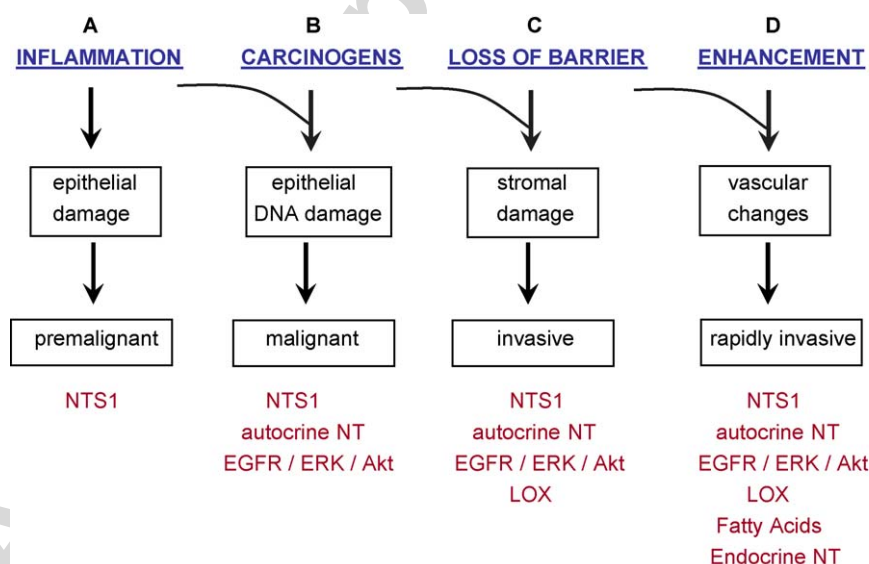 A B C D
INFLAMMATION CARCINOGENS LOSS OF BARRIER ENHANCEMENT
epithelial epithelial stromal vascular
damage DNA damage damage changes
premalignant malignant invasive rapidly invasive
NTS1 NTS1 NTS1 NTS1
autocrine NT autocrine NT autocrine NT
EGFR / ERK / Akt EGFR / ERK / Akt EGFR / ERK / Akt
LOX LOX
Fatty Acids
Endocrine NT